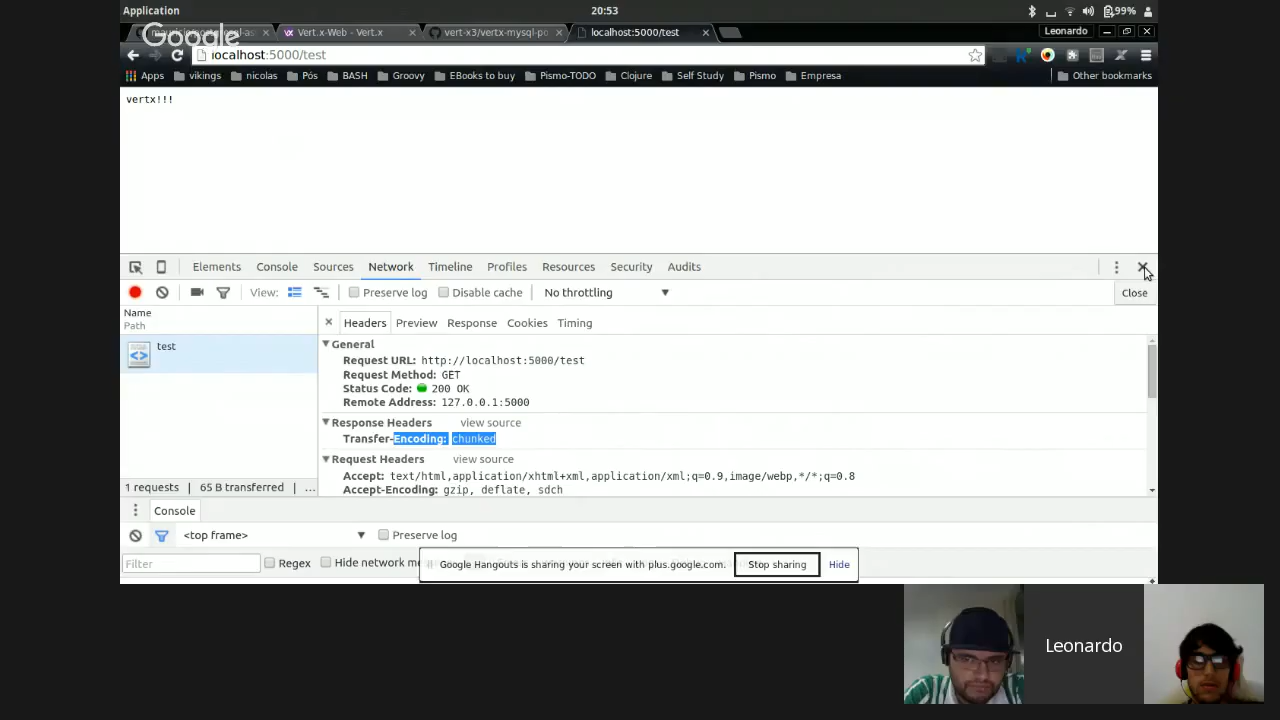 Application 20:53 99%
Google
Vert.x-Web - Vert.x vert-x3/vertx-mysql-po localhost:5000/test Leonardo
localhost:5000/test
Apps vikings nicolas Pós BASH Groovy EBooks to buy Pismo-TODO Clojure Self Study Pismo Empresa Other bookmarks
vertx!!!
Elements Console Sources Network Timeline Profiles Resources Security Audits
View: Preserve log Disable cache No throttling Close
Name
Path
Headers Preview Response Cookies Timing
test
General
Request URL: http://localhost:5000/test
Request Method: GET
Status Code: 200 OK
Remote Address: 127.0.0.1:5000
Response Headers view source
Transfer-Encoding: chunked
Request Headers view source
Accept: text/html,application/xhtml+xml,application/xml;q=0.9,image/webp,*/*;q=0.8
Accept-Encoding: gzip, deflate, sdch
1 requests | 65 B transferred | ...
Console
<top frame> Preserve log
Filter Regex Hide network me
Google Hangouts is sharing your screen with plus.google.com. Stop sharing Hide
Leonardo